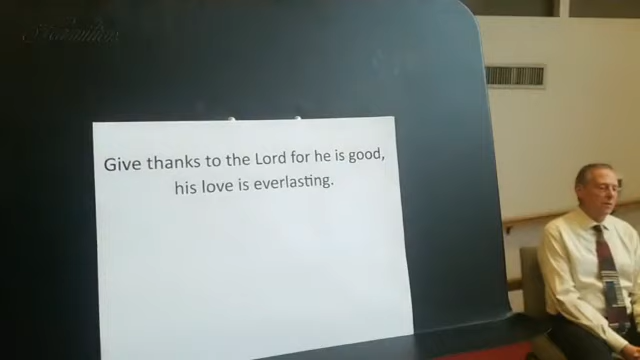 Give thanks to the Lord for he is good,
his love is everlasting.